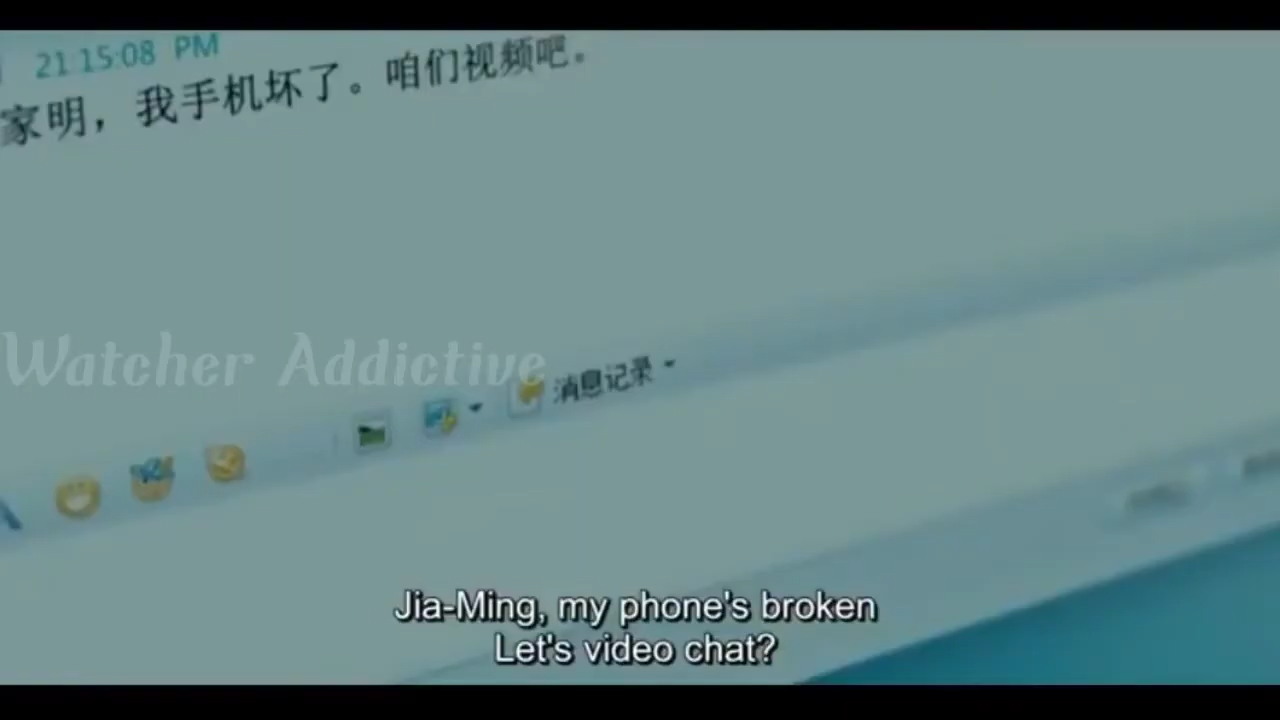 21:15:08 PM
家明，我手机坏了。咱们视频吧。
Watcher Addictive
消息记录
Jia-Ming, my phone's broken
Let's video chat?